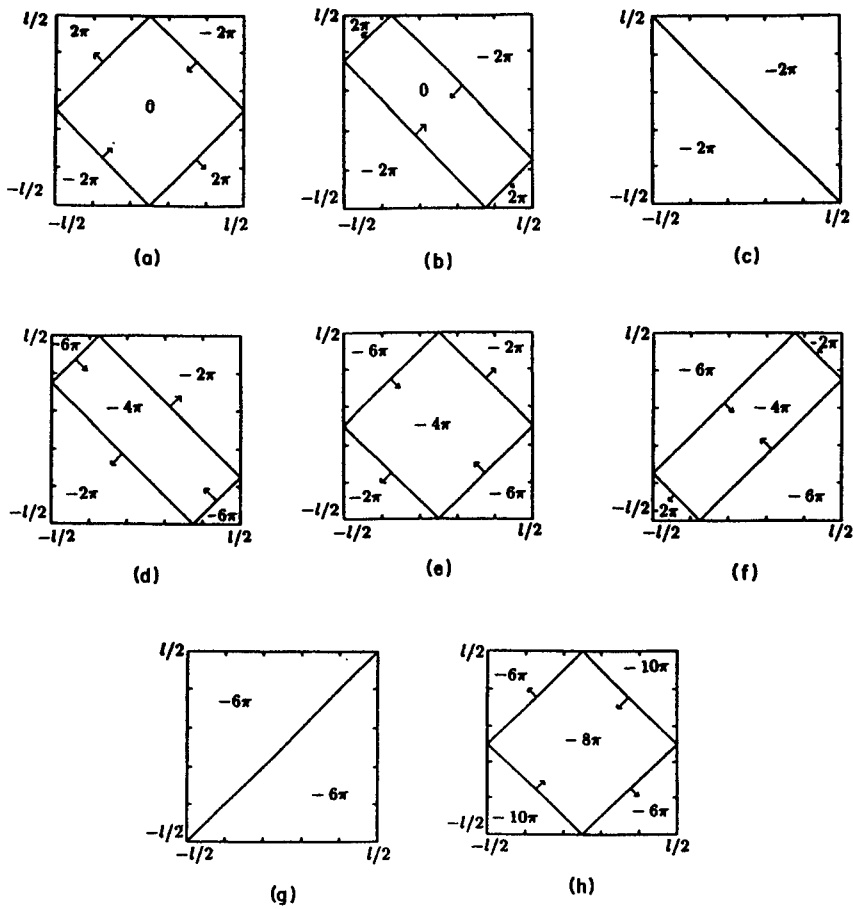 l/2 2π −2π l/2 2π −2π l/2 −2π
0 0
−2π 2π −2π 2π −2π
−l/2 −l/2 −l/2
−l/2 l/2 −l/2 l/2 −l/2 l/2
(a) (b) (c)
l/2 −6π −2π l/2 −6π −2π l/2 −6π −2π
−4π −4π −4π
−2π −6π −2π −6π −2π −6π
−l/2 −l/2 −l/2
−l/2 l/2 −l/2 l/2 −l/2 l/2
(d) (e) (f)
l/2 −6π l/2 −6π −10π
−8π
−6π −10π −6π
−l/2 −l/2
−l/2 l/2 −l/2 l/2
(g) (h)